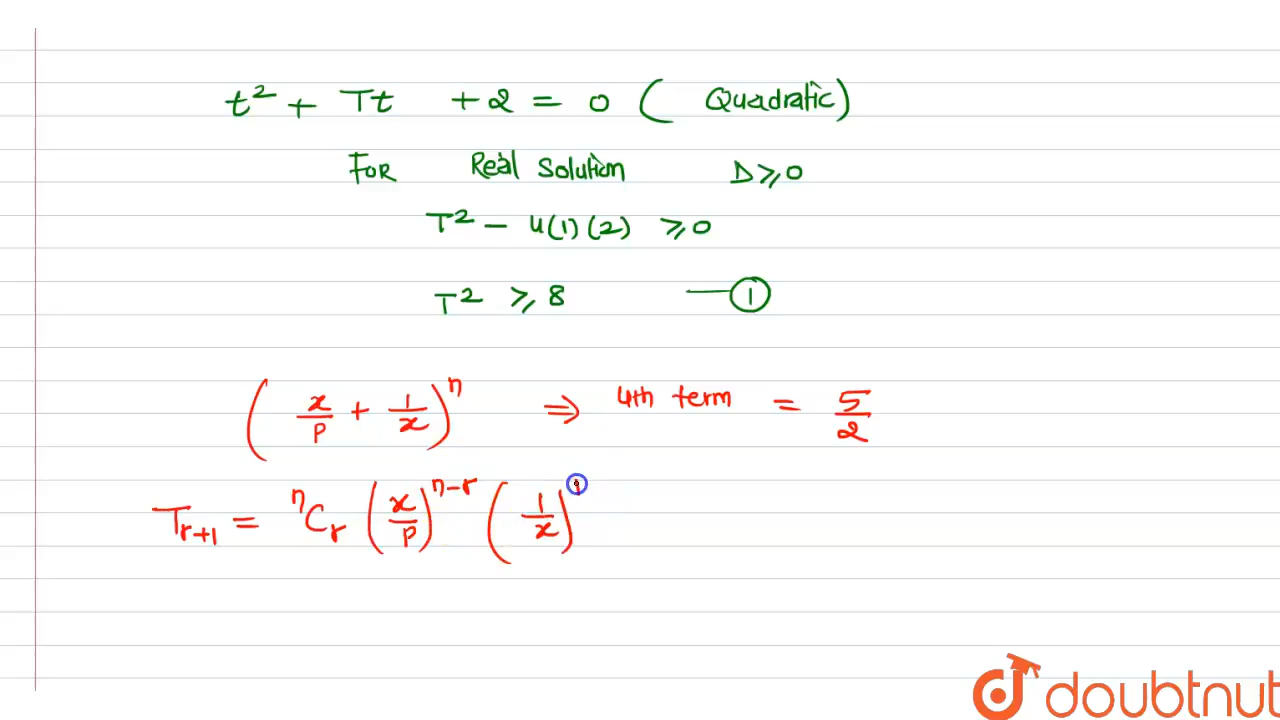 t² + Tt + 2 = 0 ( Quadratic )
FOR Real Solution D ⩾ 0
T² - 4(1)(2) ⩾ 0
T² ⩾ 8 — ①
( x/p + 1/x )ⁿ ⇒ 4th term = 5/2
Tᵣ₊₁ = ⁿCᵣ ( x/p )ⁿ⁻ʳ ( 1/x )
doubtnut